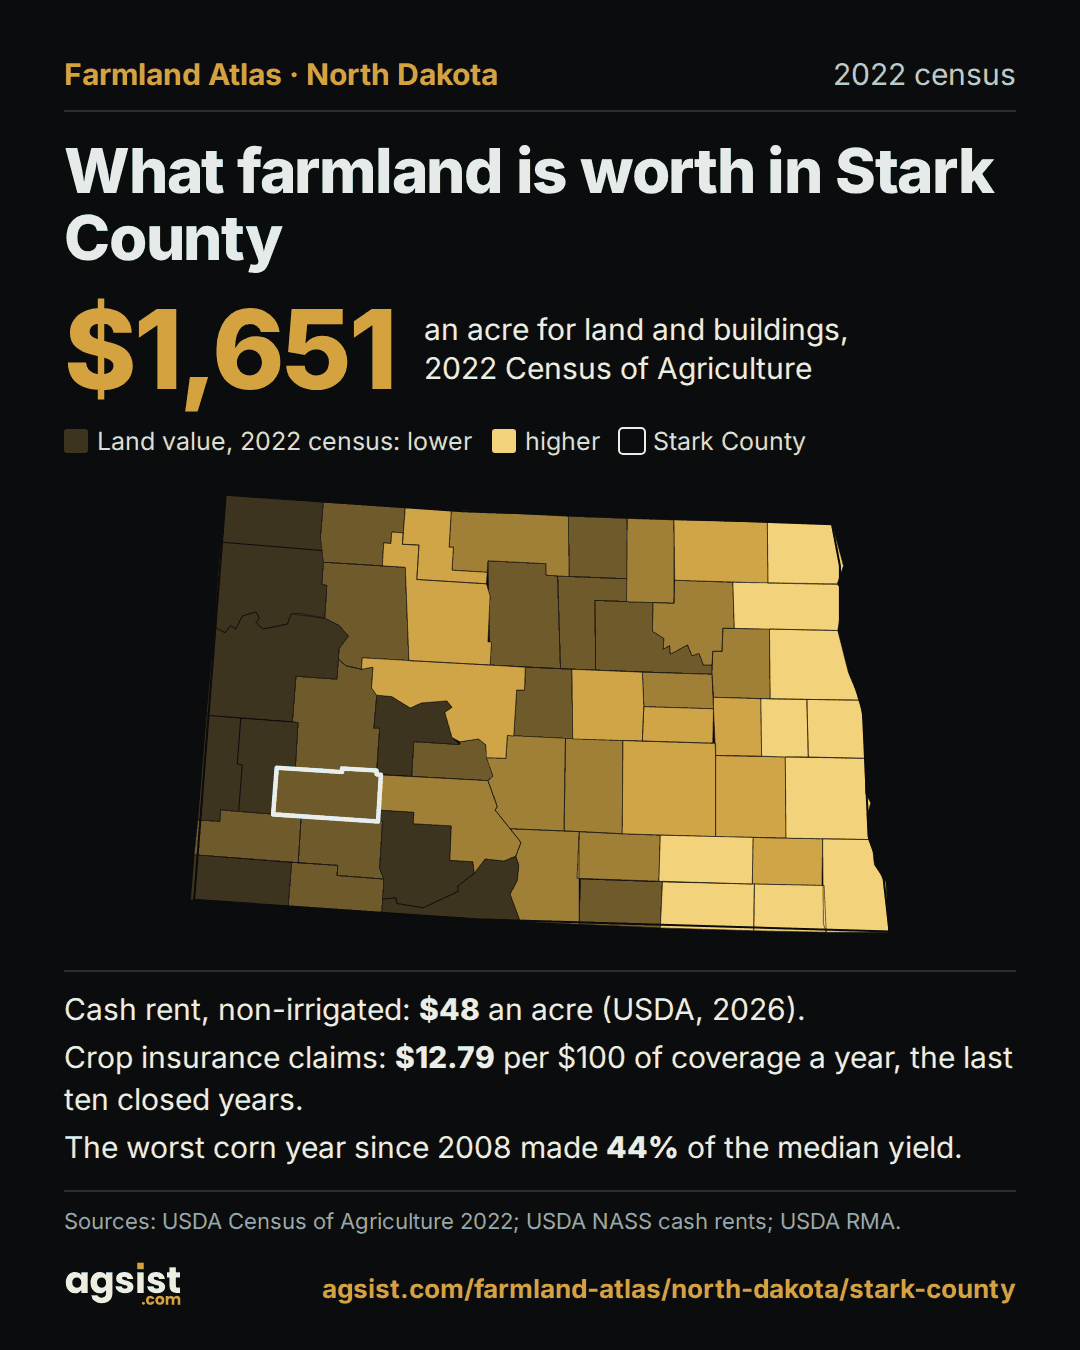 Farmland Atlas · North Dakota
2022 census
What farmland is worth in Stark
County
$1,651
an acre for land and buildings,
2022 Census of Agriculture
Land value, 2022 census: lower
higher
Stark County
Cash rent, non-irrigated: $48 an acre (USDA, 2026).
Crop insurance claims: $12.79 per $100 of coverage a year, the last
ten closed years.
The worst corn year since 2008 made 44% of the median yield.
Sources: USDA Census of Agriculture 2022; USDA NASS cash rents; USDA RMA.
agsist
.com
agsist.com/farmland-atlas/north-dakota/stark-county